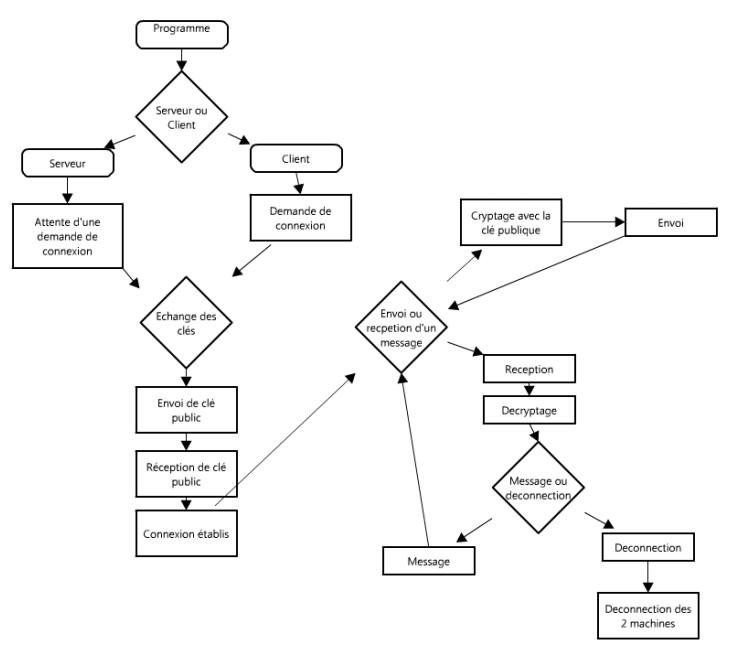 Programme
Serveur ou
Client
Serveur
Client
Attente d'une
demande de
connexion
Demande de
connexion
Echange des
clés
Envoi de clé
public
Réception de clé
public
Connexion établis
Envoi ou
recpetion d'un
message
Cryptage avec la
clé publique
Envoi
Reception
Decryptage
Message ou
deconnection
Message
Deconnection
Deconnection des
2 machines